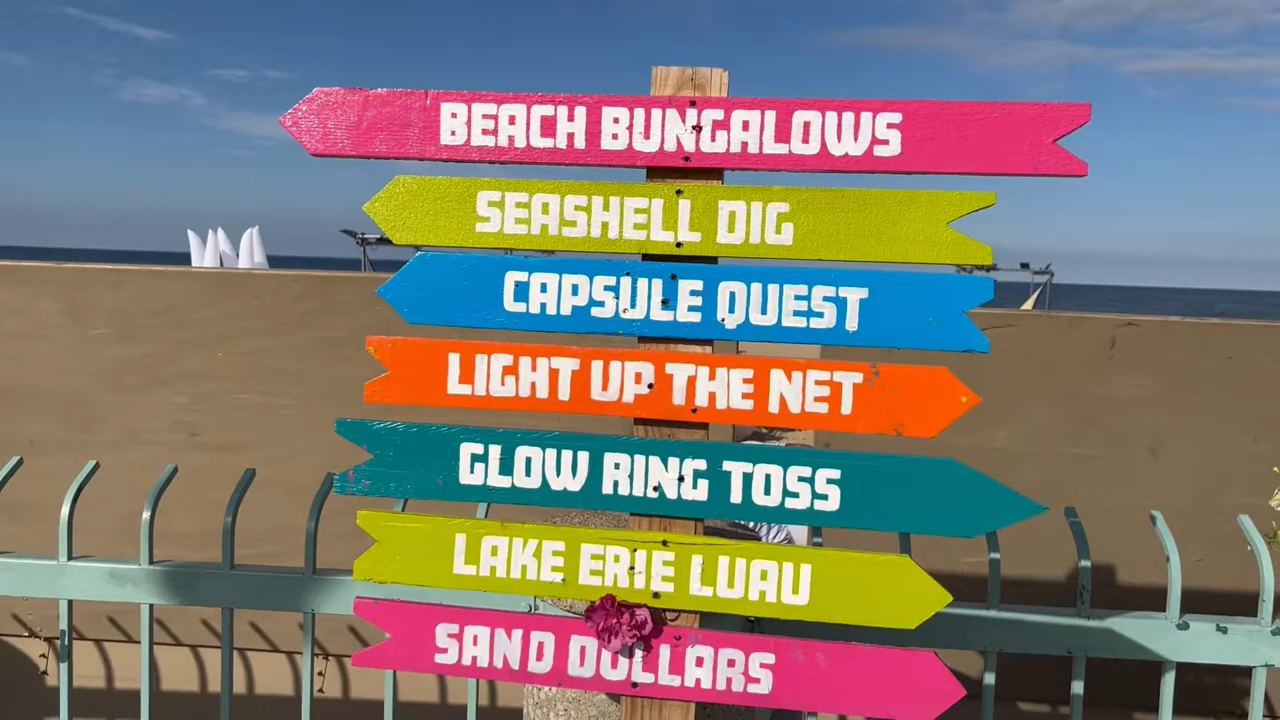 BEACH BUNGALOWS
SEASHELL DIG
CAPSULE QUEST
LIGHT UP THE NET
GLOW RING TOSS
LAKE ERIE LUAU
SAND DOLLARS